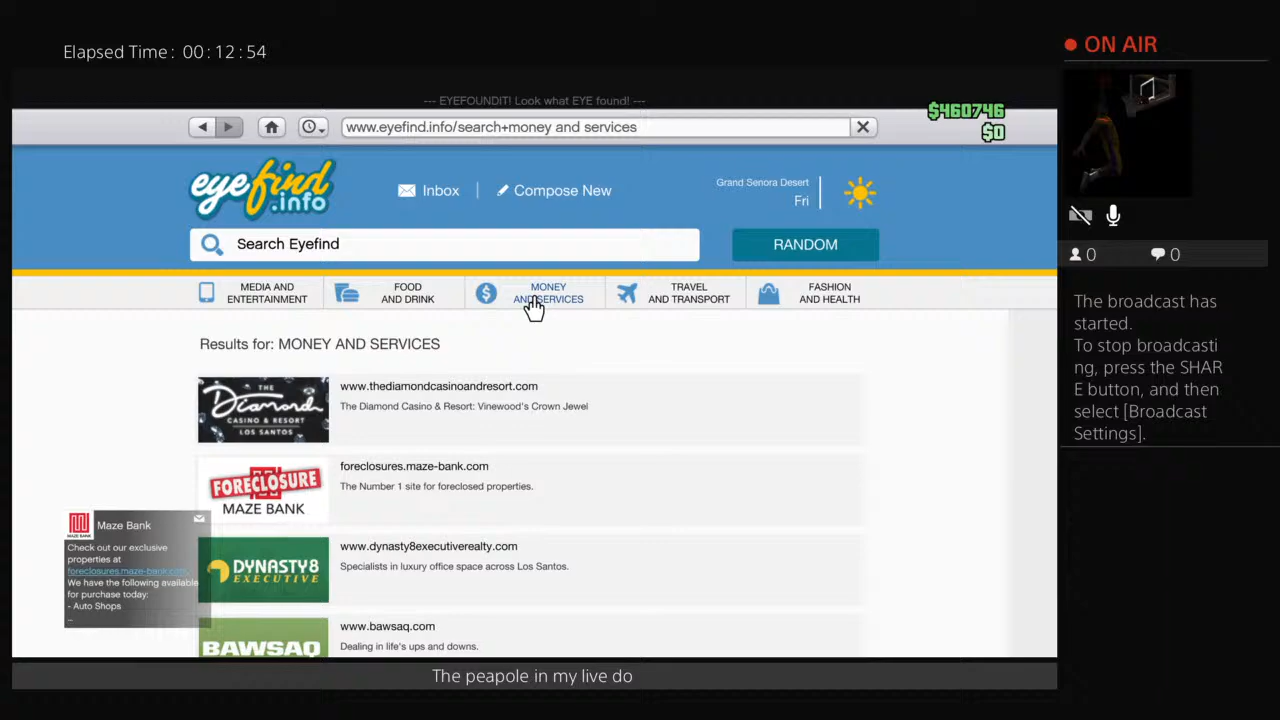 Elapsed Time: 00:12:54
ON AIR
--- EYEFOUNDIT! Look what EYE found! ---
www.eyefind.info/search+money and services
$460746
$0
eyefind.info
Inbox
Compose New
Grand Senora Desert
Fri
Search Eyefind
RANDOM
MEDIA AND
ENTERTAINMENT
FOOD
AND DRINK
MONEY
AND SERVICES
TRAVEL
AND TRANSPORT
FASHION
AND HEALTH
Results for: MONEY AND SERVICES
THE
Diamond
CASINO & RESORT
LOS SANTOS
www.thediamondcasinoandresort.com
The Diamond Casino & Resort: Vinewood's Crown Jewel
FORECLOSURE
MAZE BANK
foreclosures.maze-bank.com
The Number 1 site for foreclosed properties.
DYNASTY8
EXECUTIVE
www.dynasty8executiverealty.com
Specialists in luxury office space across Los Santos.
BAWSAQ
www.bawsaq.com
Dealing in life's ups and downs.
MAZE BANK
Maze Bank
Check out our exclusive
properties at
foreclosures.maze-bank.com.
We have the following available
for purchase today:
- Auto Shops
...
0
0
The broadcast has
started.
To stop broadcasti
ng, press the SHAR
E button, and then
select [Broadcast
Settings].
The peapole in my live do